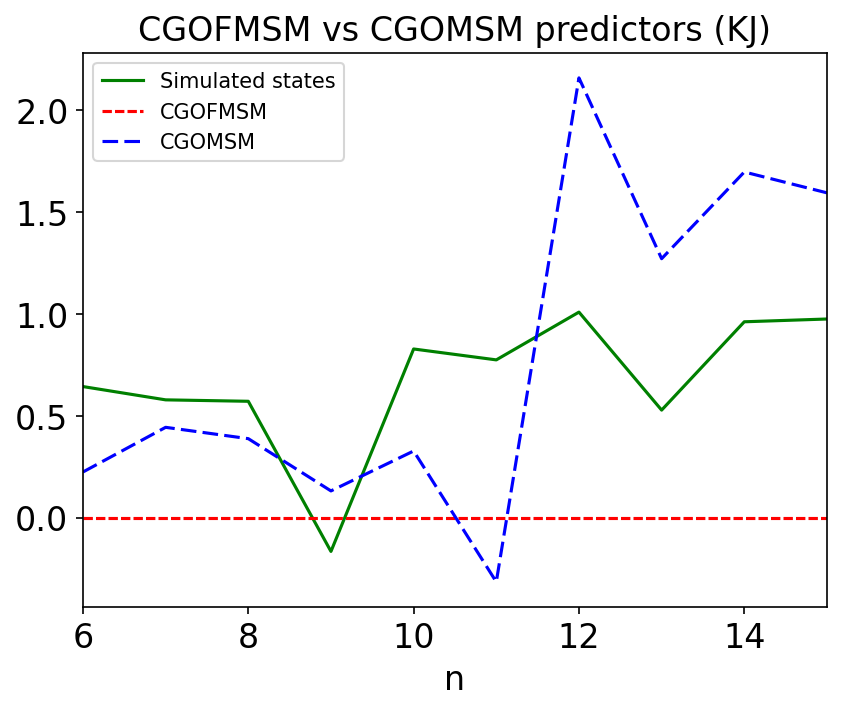 CGOFMSM vs CGOMSM predictors (KJ)
Simulated states
CGOFMSM
CGOMSM
2.0
1.5
1.0
0.5
0.0
6 8 10 12 14
n